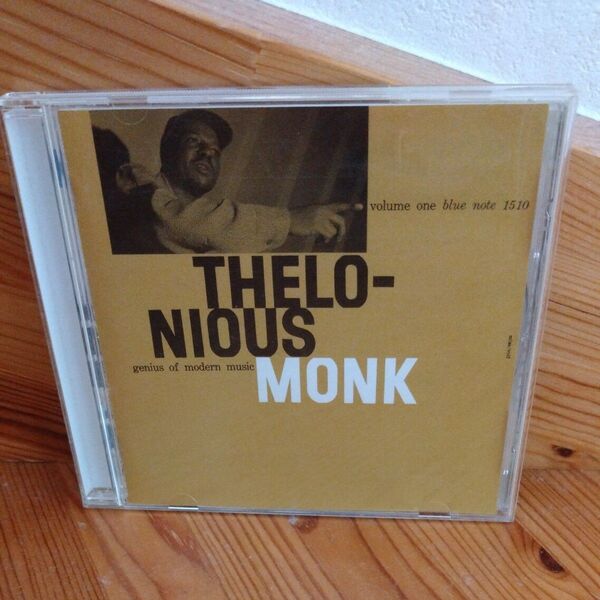 volume one blue note 1510
THELO-
NIOUS
genius of modern music MONK